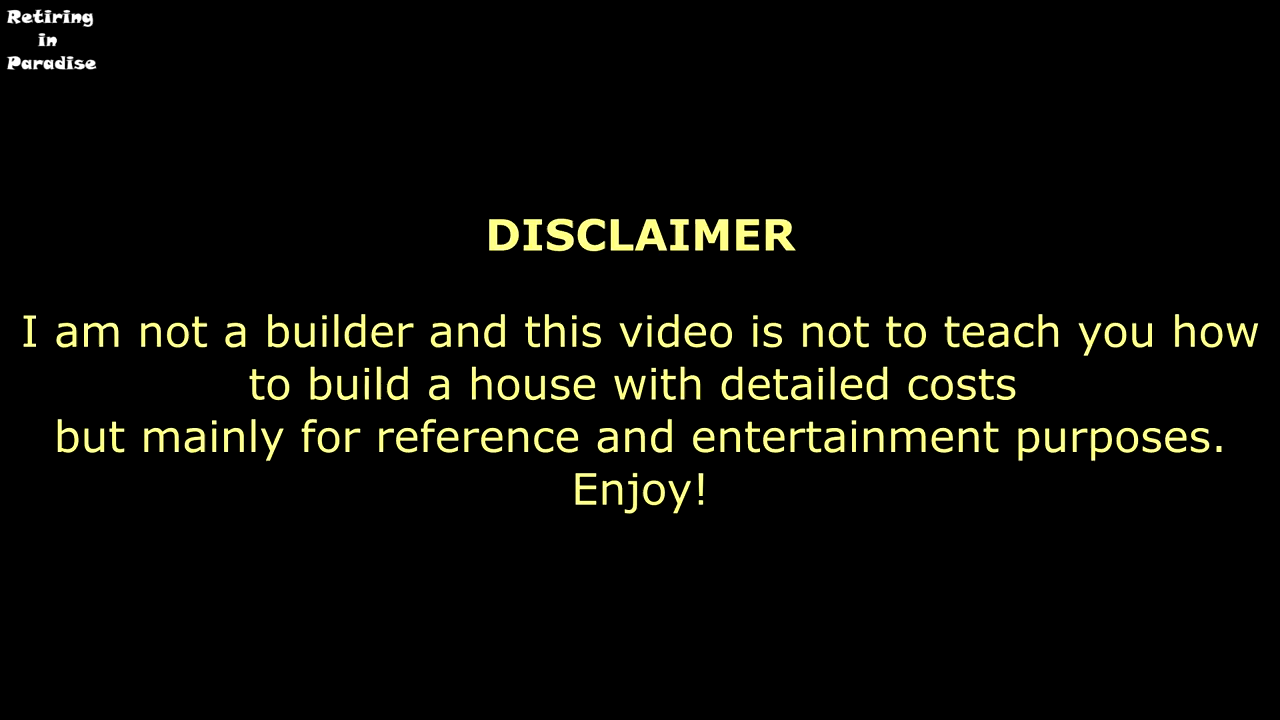 Retiring
in
Paradise
DISCLAIMER
I am not a builder and this video is not to teach you how
to build a house with detailed costs
but mainly for reference and entertainment purposes.
Enjoy!